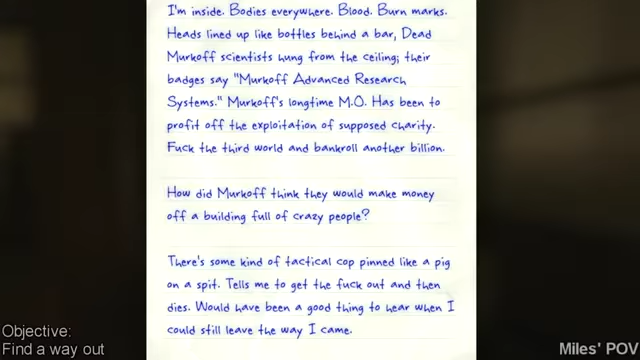 I'm inside. Bodies everywhere. Blood. Burn marks.
Heads lined up like bottles behind a bar, Dead
Murkoff scientists hung from the ceiling; their
badges say "Murkoff Advanced Research
Systems." Murkoff's longtime M.O. Has been to
profit off the exploitation of supposed charity.
Fuck the third world and bankroll another billion.
How did Murkoff think they would make money
off a building full of crazy people?
There's some kind of tactical cop pinned like a pig
on a spit. Tells me to get the fuck out and then
dies. Would have been a good thing to hear when I
could still leave the way I came.
Objective:
Find a way out
Miles' POV